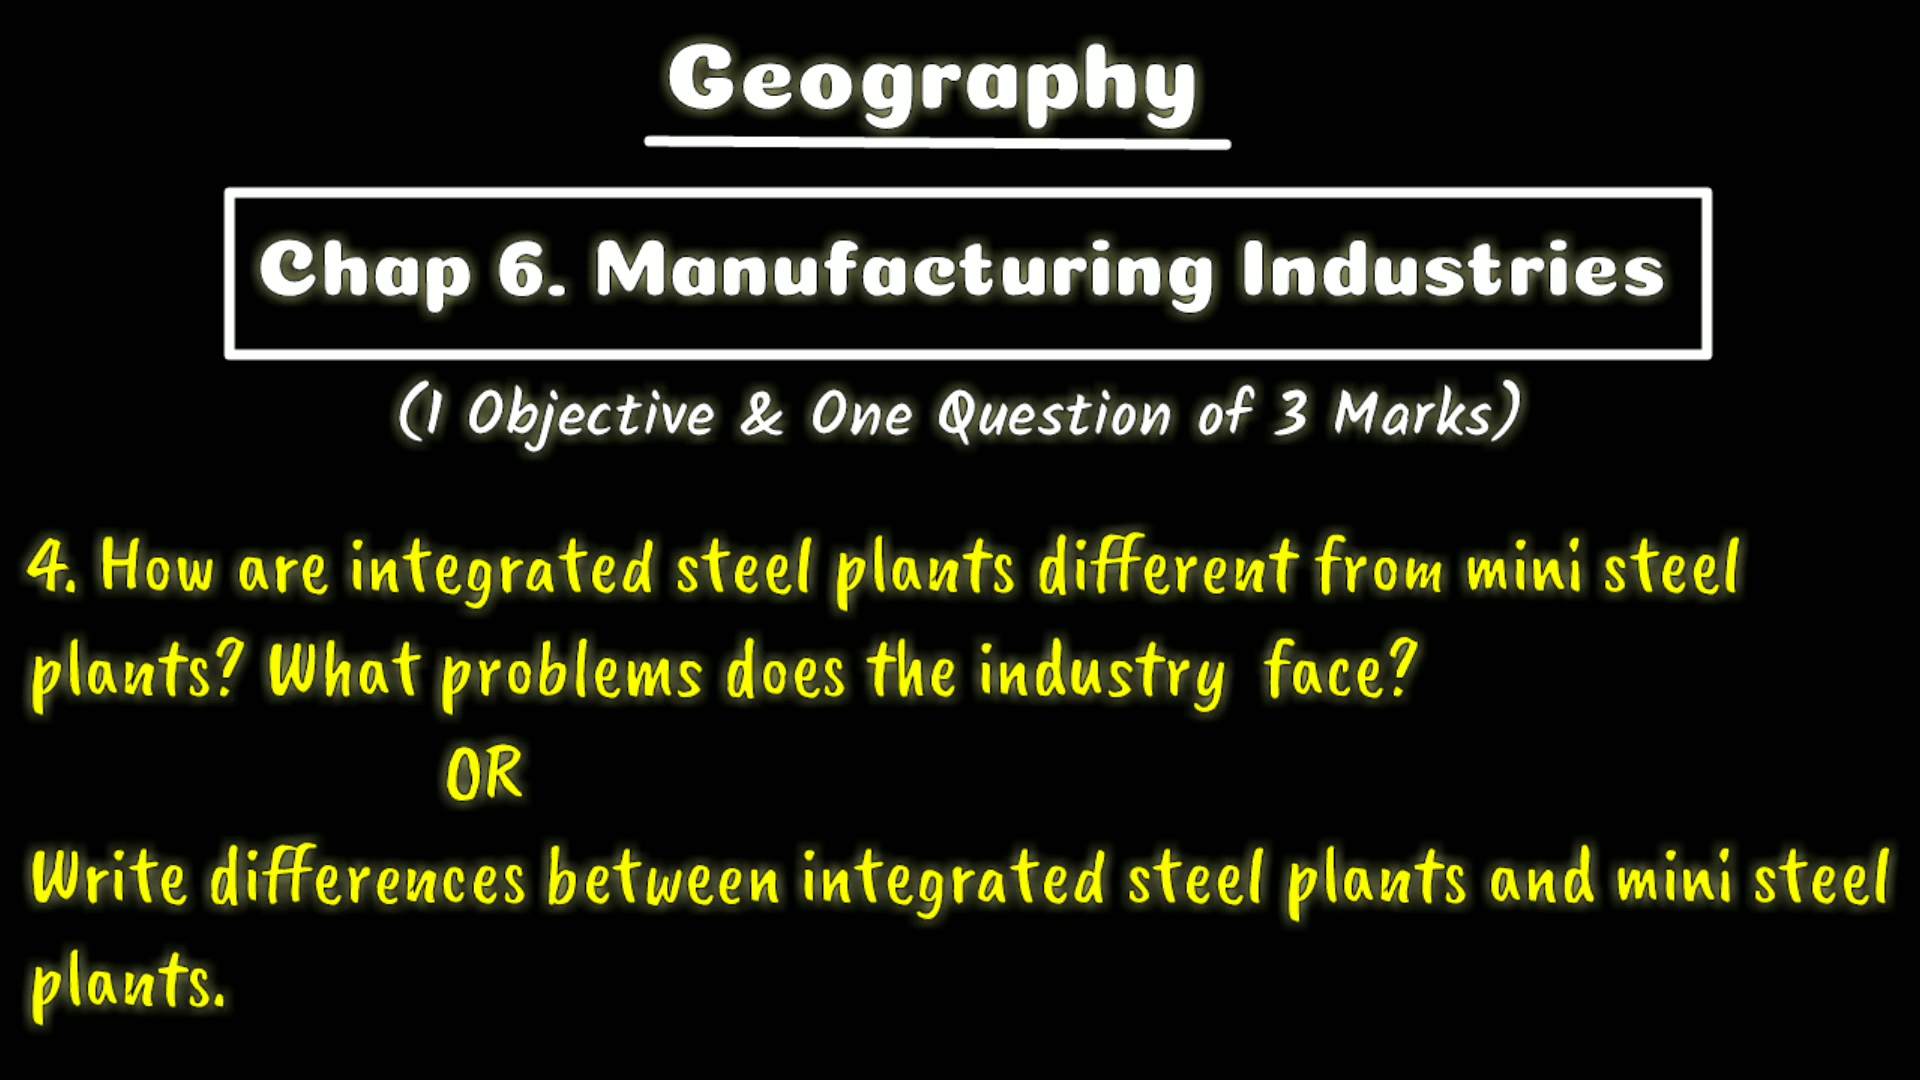 Geography
Chap 6. Manufacturing Industries
(1 Objective & One Question of 3 Marks)
4. How are integrated steel plants different from mini steel
plants? What problems does the industry face?
OR
Write differences between integrated steel plants and mini steel
plants.